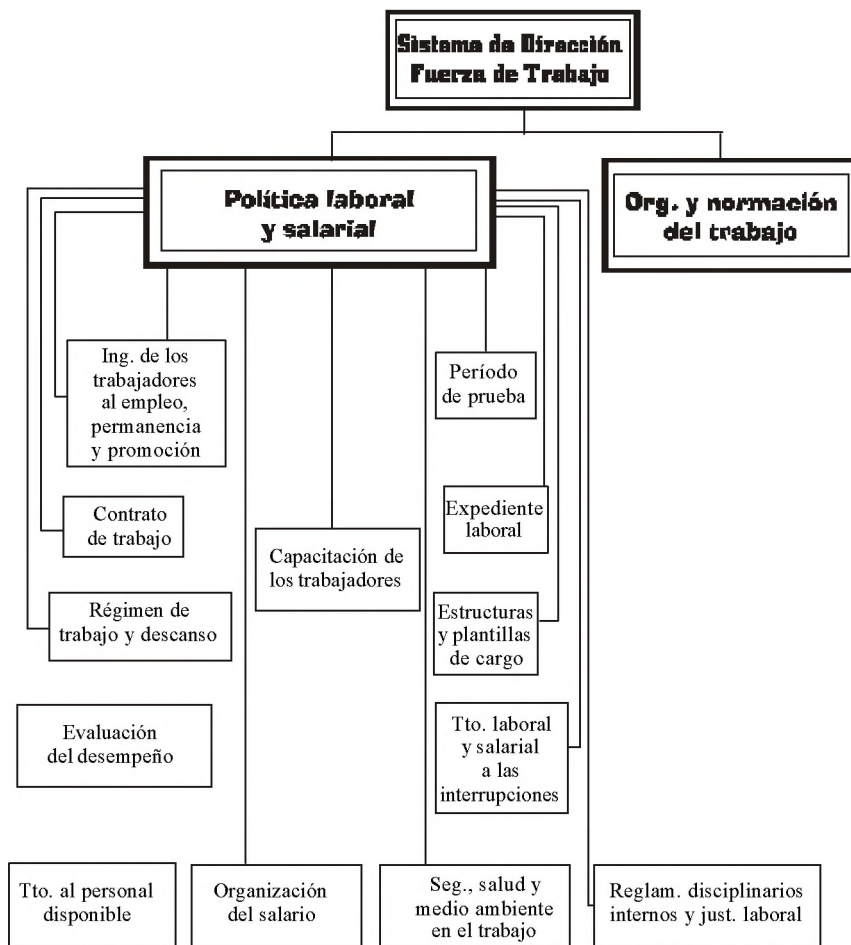 Sistema de Dirección
Fuerza de Trabajo
Política laboral
y salarial
Org. y normación
del trabajo
Ing. de los
trabajadores
al empleo,
permanencia
y promoción
Período
de prueba
Contrato
de trabajo
Expediente
laboral
Capacitación de
los trabajadores
Régimen de
trabajo y descanso
Estructuras
y plantillas
de cargo
Evaluación
del desempeño
Tto. laboral
y salarial
a las
interrupciones
Tto. al personal
disponible
Organización
del salario
Seg., salud y
medio ambiente
en el trabajo
Reglam. disciplinarios
internos y just. laboral